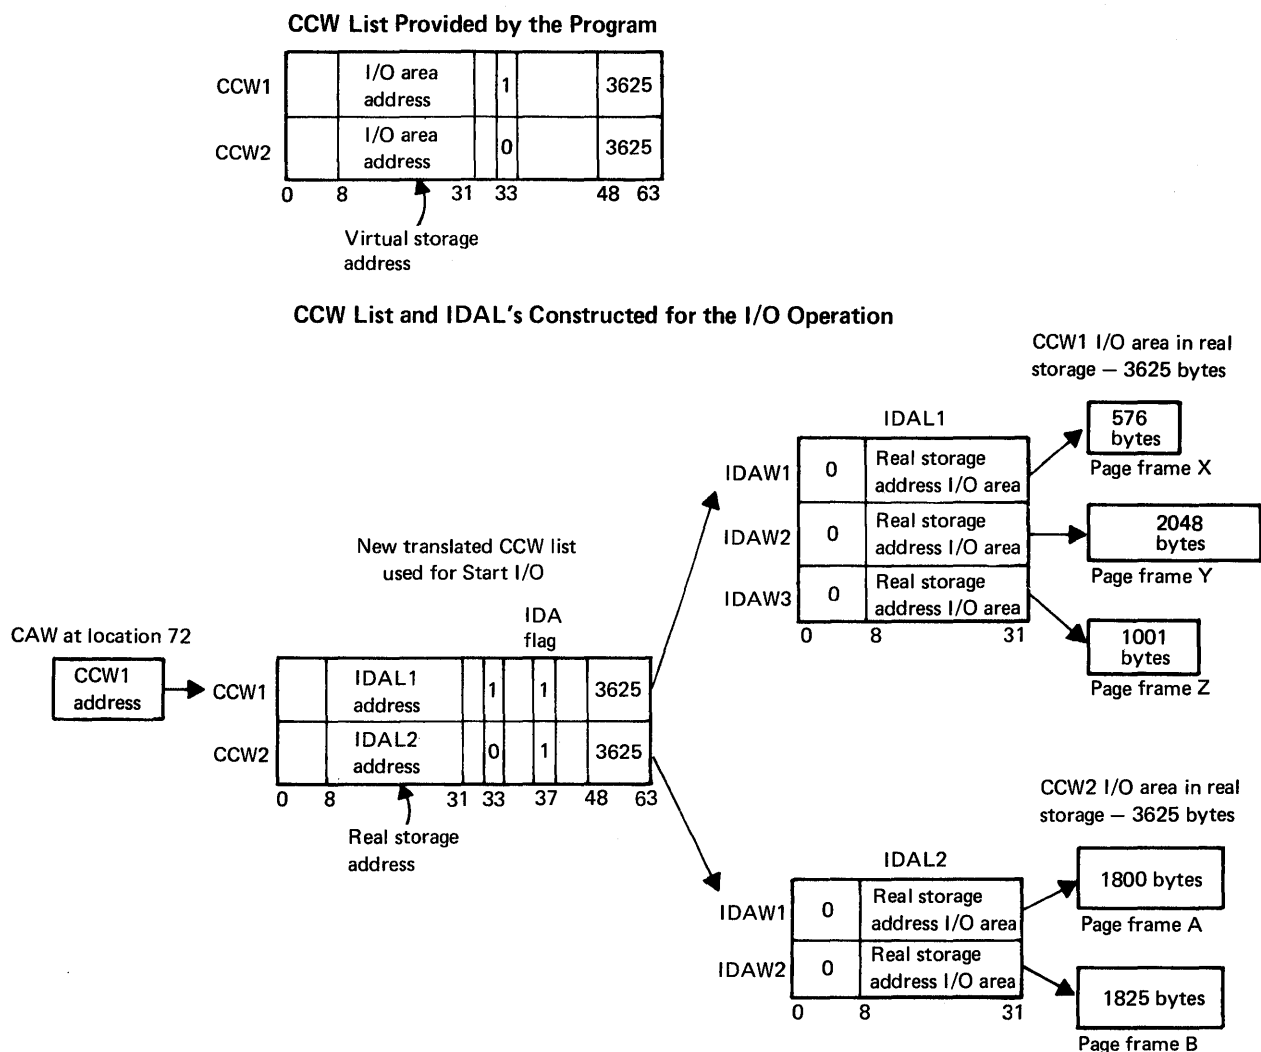 CCW List Provided by the Program
CCW1
I/O area
address
1
3625
CCW2
I/O area
address
0
3625
0 8 31 33 48 63
Virtual storage
address
CCW List and IDAL's Constructed for the I/O Operation
CCW1 I/O area in real
storage — 3625 bytes
IDAL1
576
bytes
Page frame X
IDAW1
0
Real storage
address I/O area
2048
bytes
Page frame Y
IDAW2
0
Real storage
address I/O area
IDAW3
0
Real storage
address I/O area
0 8 31
1001
bytes
Page frame Z
New translated CCW list
used for Start I/O
IDA
flag
CAW at location 72
CCW1
address
CCW1
IDAL1
address
1
1
3625
CCW2
IDAL2
address
0
1
3625
0 8 31 33 37 48 63
Real storage
address
CCW2 I/O area in real
storage — 3625 bytes
IDAL2
1800 bytes
Page frame A
IDAW1
0
Real storage
address I/O area
IDAW2
0
Real storage
address I/O area
0 8 31
1825 bytes
Page frame B